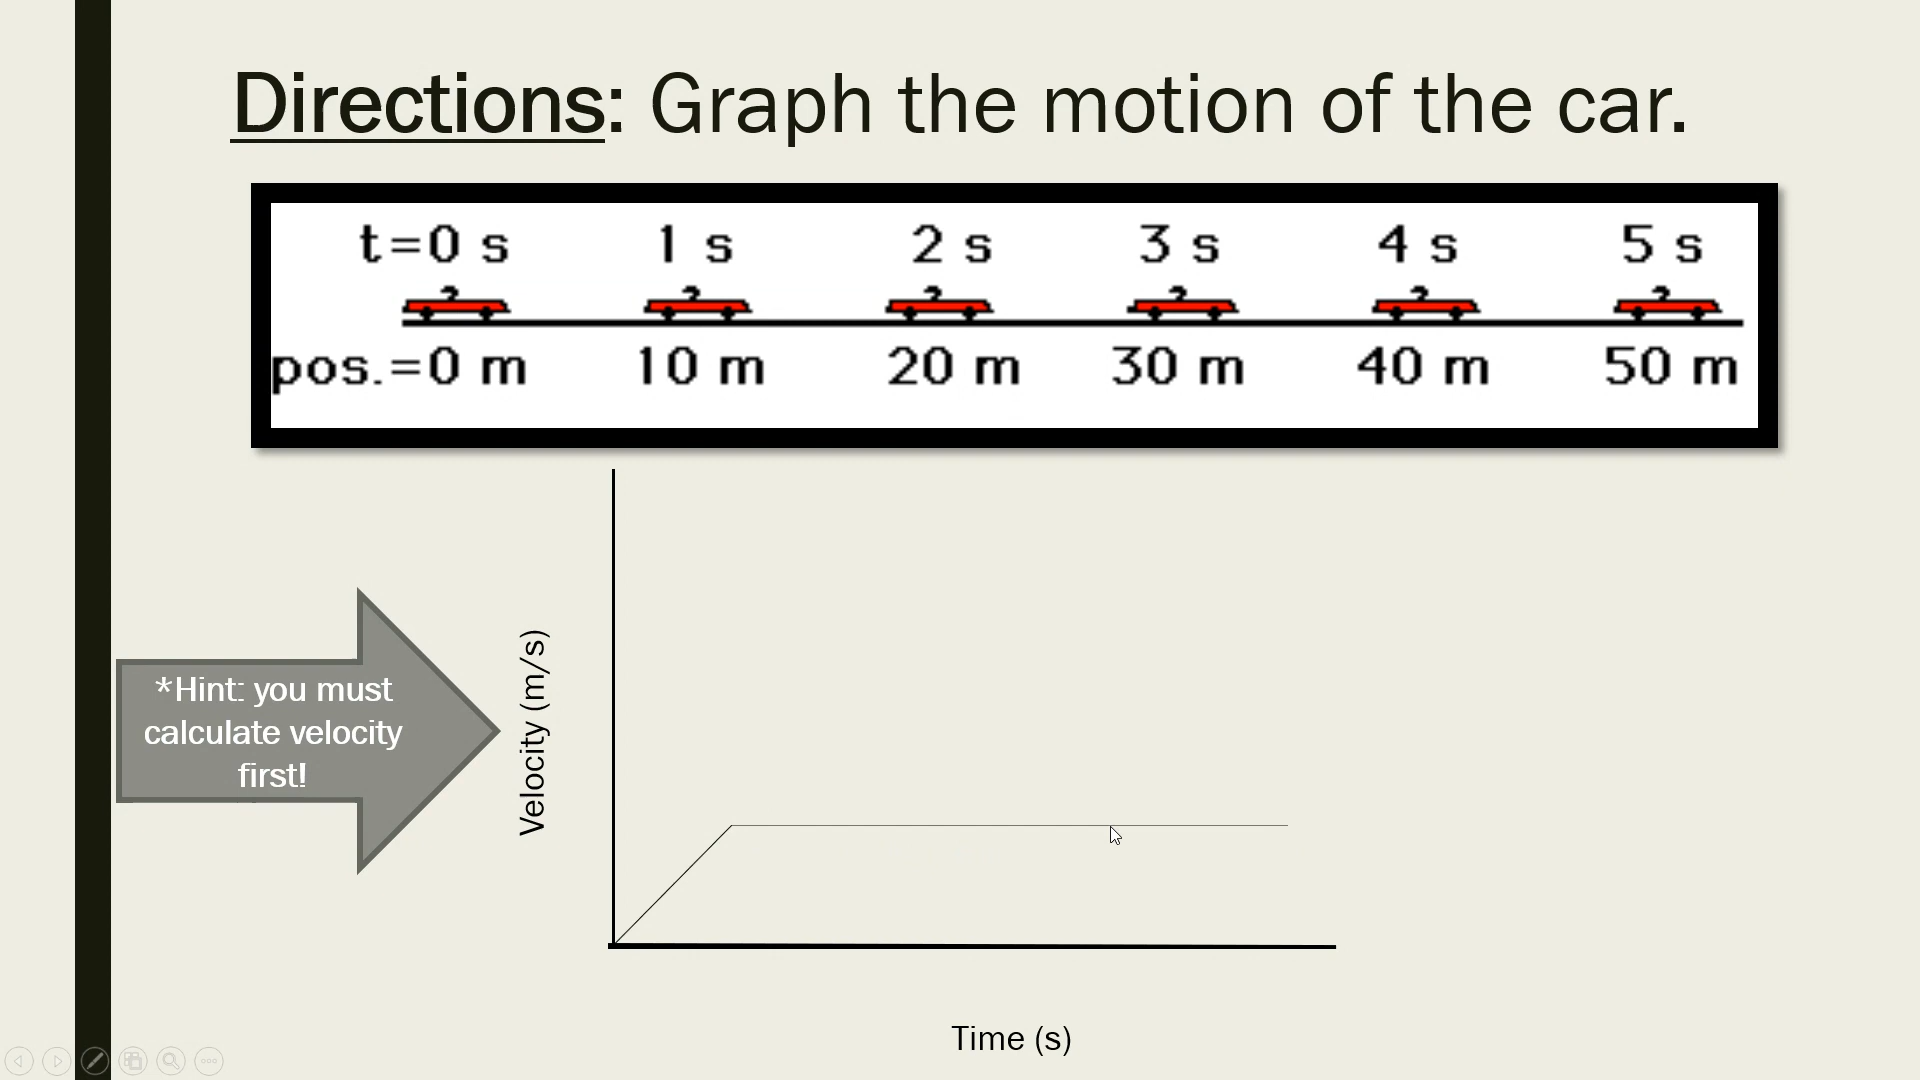 Directions: Graph the motion of the car.
t=0 s 1 s 2 s 3 s 4 s 5 s
pos.=0 m 10 m 20 m 30 m 40 m 50 m
*Hint: you must
calculate velocity
first!
Velocity (m/s)
Time (s)